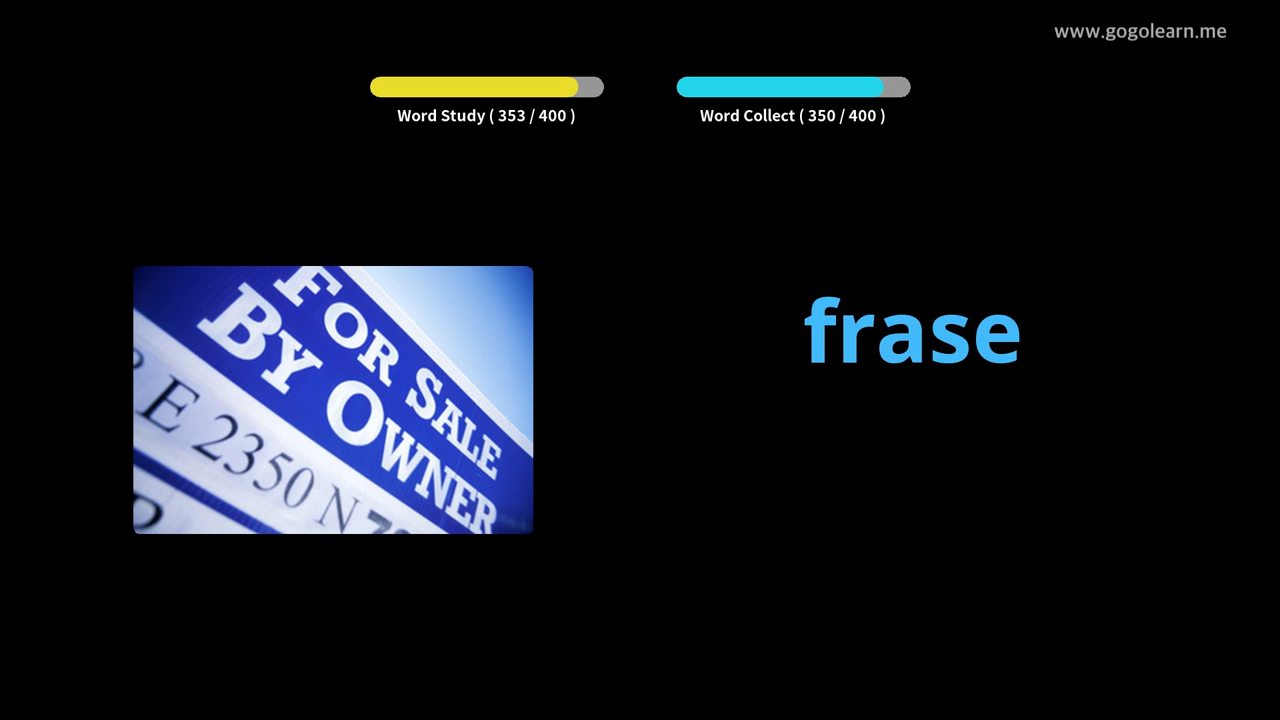 www.gogolearn.me
Word Study ( 353 / 400 )
Word Collect ( 350 / 400 )
FOR SALE
BY OWNER
E 2350 N
frase